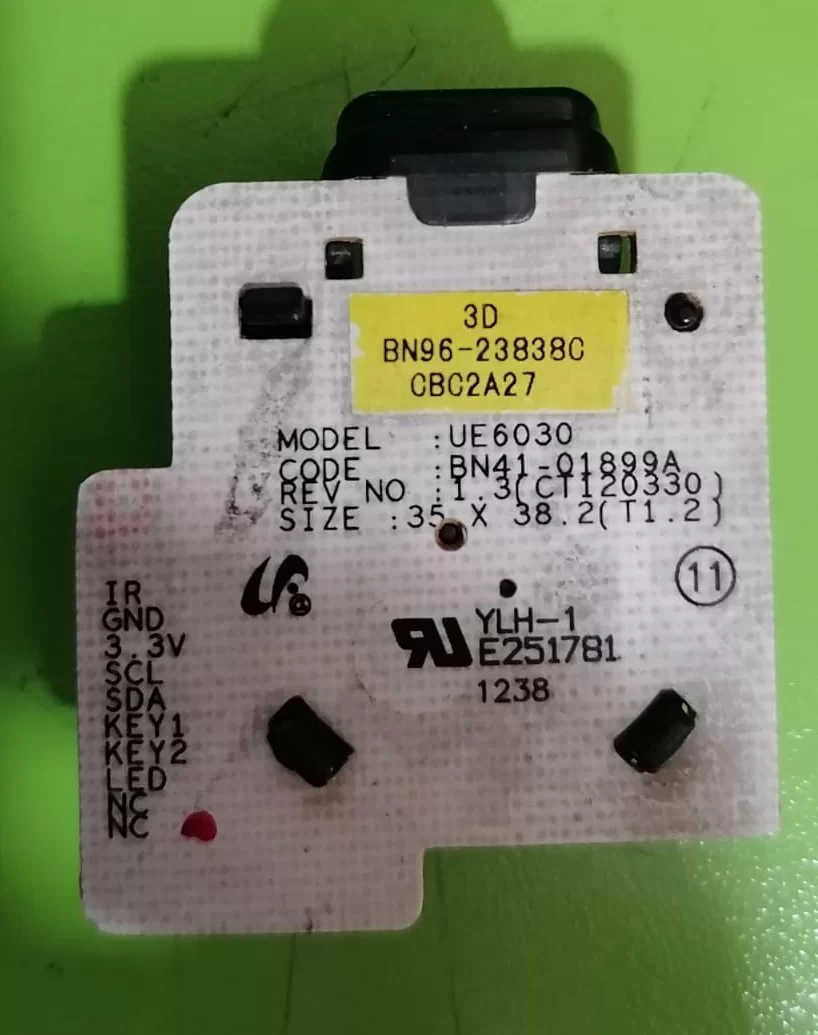 3D
BN96-23838C
CBC2A27
MODEL :UE6030
CODE :BN41-01899A
REV NO :1.3(CT120330)
SIZE :35 X 38.2(T1.2)
11
IR
GND
3.3V
SCL
SDA
KEY1
KEY2
LED
NC
NC
YLH-1
E251781
1238